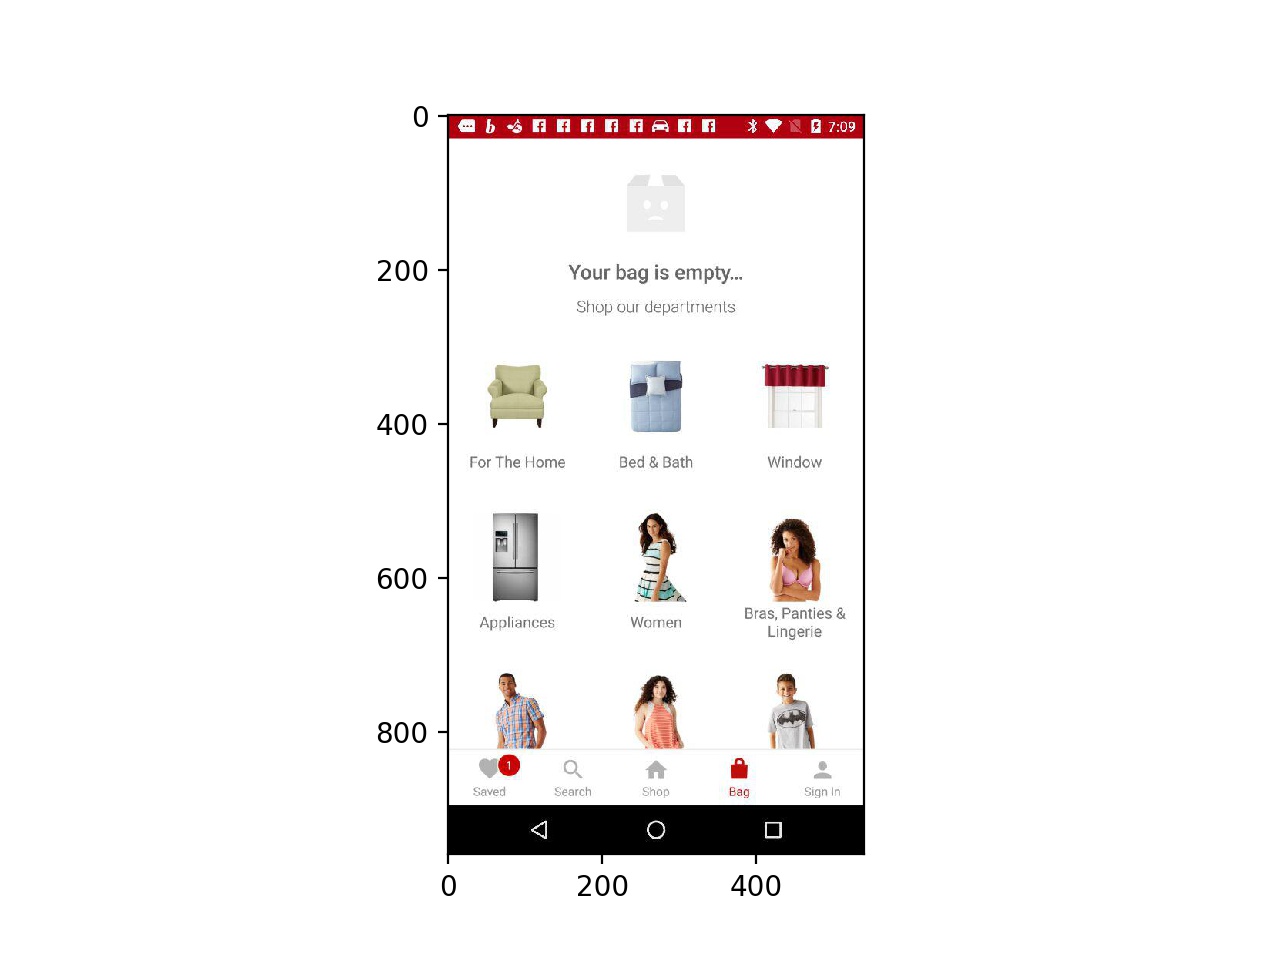 0
200
400
600
800
7:09
Your bag is empty...
Shop our departments
For The Home
Bed & Bath
Window
Appliances
Women
Bras, Panties &
Lingerie
1
Saved
Search
Shop
Bag
Sign In
0
200
400